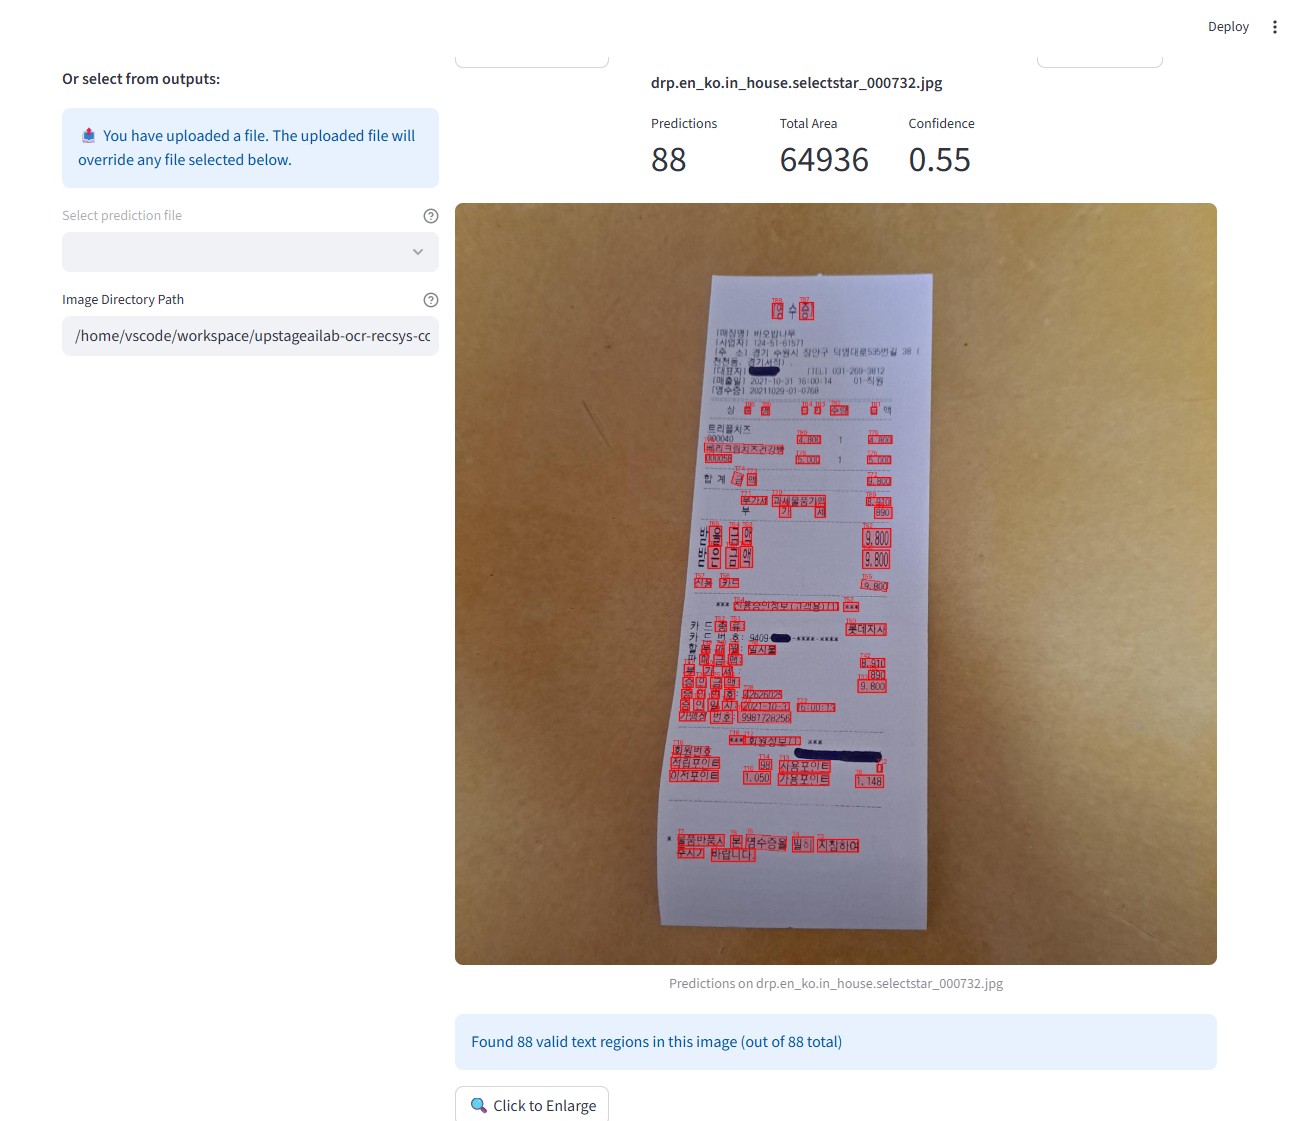 Deploy
Or select from outputs:
You have uploaded a file. The uploaded file will override any file selected below.
Select prediction file
Image Directory Path
/home/vscode/workspace/upstageailab-ocr-recsys-cc
drp.en_ko.in_house.selectstar_000732.jpg
Predictions Total Area Confidence
88 64936 0.55
영 수 증
[매장명] 바오밥나무
[사업자] 124-51-61571
[주 소] 경기 수원시 장안구 덕영대로535번길 38 (
천천동, 경기서적)
[대표자] [TEL] 031-269-3812
[매출일] 2021-10-31 16:00:14 01-직원
[영수증] 20211029-01-0768
상 품 명 단 가 수량 금 액
트리플치즈
000040 4,800 1 4,800
베리크림치즈건강빵
000058 5,000 1 5,000
합 계 금 액 9,800
부가세 과세물품가액 8,910
부 가 세 890
받 을 금 액 9,800
받 은 금 액 9,800
신용 카드 9,800
*** 신용승인정보(고객용)[1] ***
카 드 종 류: 롯데자사
카 드 번 호: 9409 -****-****
할 부 개 월: 일시불
판 매 금 액: 8,910
부 가 세 : 890
승 인 금 액: 9,800
승 인 번 호: 42626025
승 인 일 시: 2021-10-31 16:00:13
가맹점 번호: 9981728256
*** 회원정보[1] ***
회원번호
적립포인트 98 사용포인트
이전포인트 1,050 가용포인트 1,148
* 물품반품시 본 영수증을 필히 지참하여
주시기 바랍니다.
Predictions on drp.en_ko.in_house.selectstar_000732.jpg
Found 88 valid text regions in this image (out of 88 total)
Click to Enlarge